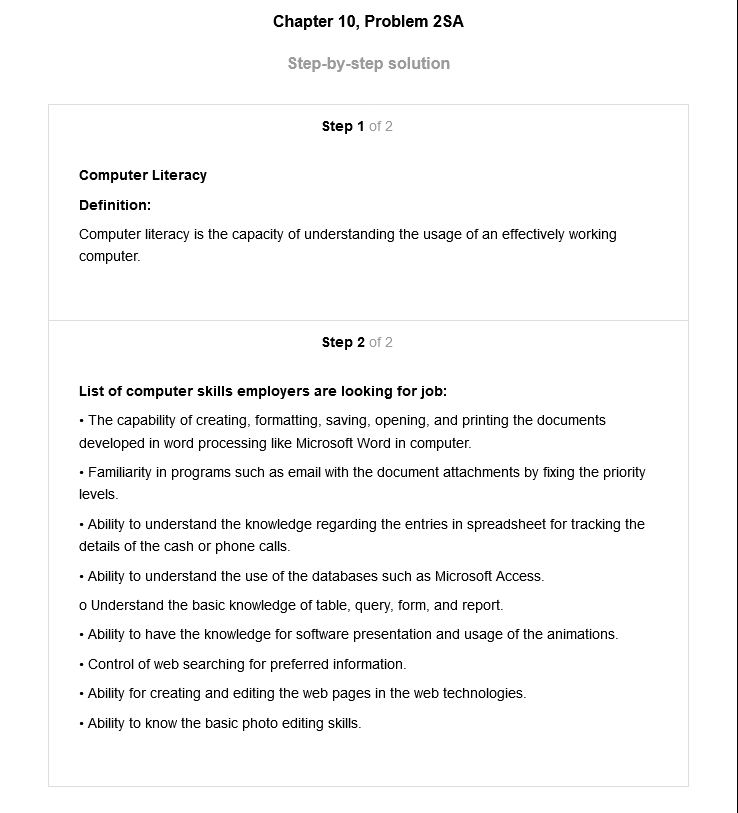 Chapter 10, Problem 2SA
Step-by-step solution
Step 1 of 2
Computer Literacy
Definition:
Computer literacy is the capacity of understanding the usage of an effectively working
computer.
Step 2 of 2
List of computer skills employers are looking for job:
• The capability of creating, formatting, saving, opening, and printing the documents
developed in word processing like Microsoft Word in computer.
• Familiarity in programs such as email with the document attachments by fixing the priority
levels.
• Ability to understand the knowledge regarding the entries in spreadsheet for tracking the
details of the cash or phone calls.
• Ability to understand the use of the databases such as Microsoft Access.
o Understand the basic knowledge of table, query, form, and report.
• Ability to have the knowledge for software presentation and usage of the animations.
• Control of web searching for preferred information.
• Ability for creating and editing the web pages in the web technologies.
• Ability to know the basic photo editing skills.